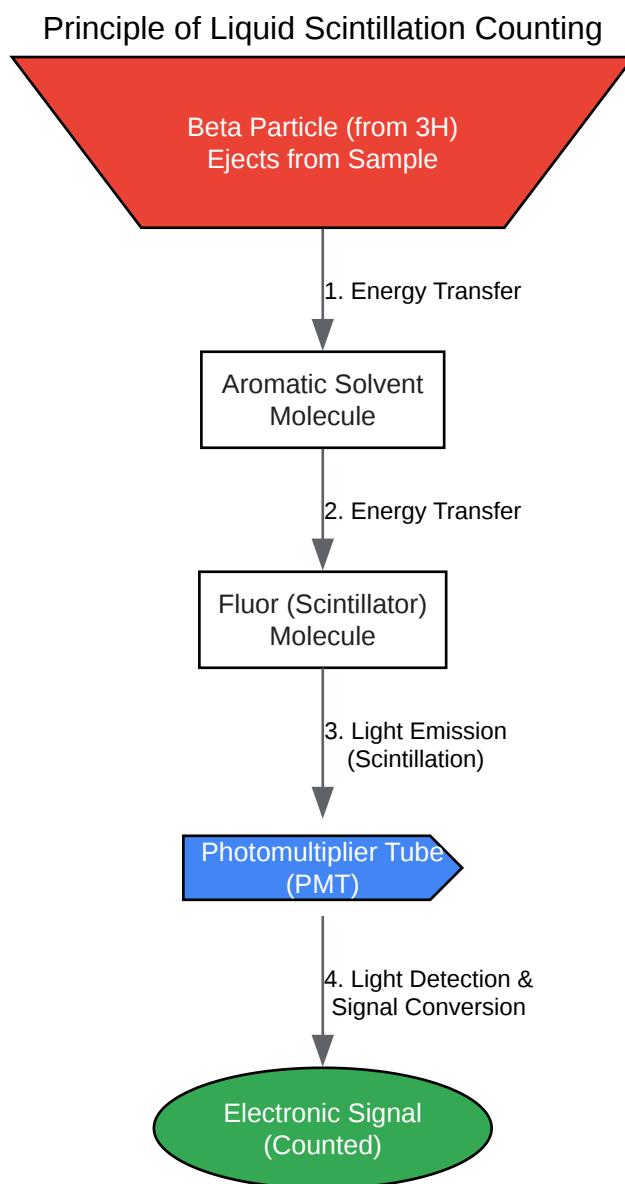 Principle of Liquid Scintillation Counting
Beta Particle (from 3H)
Ejects from Sample
1. Energy Transfer
Aromatic Solvent
Molecule
2. Energy Transfer
Fluor (Scintillator)
Molecule
3. Light Emission
(Scintillation)
Photomultiplier Tube
(PMT)
4. Light Detection &
Signal Conversion
Electronic Signal
(Counted)